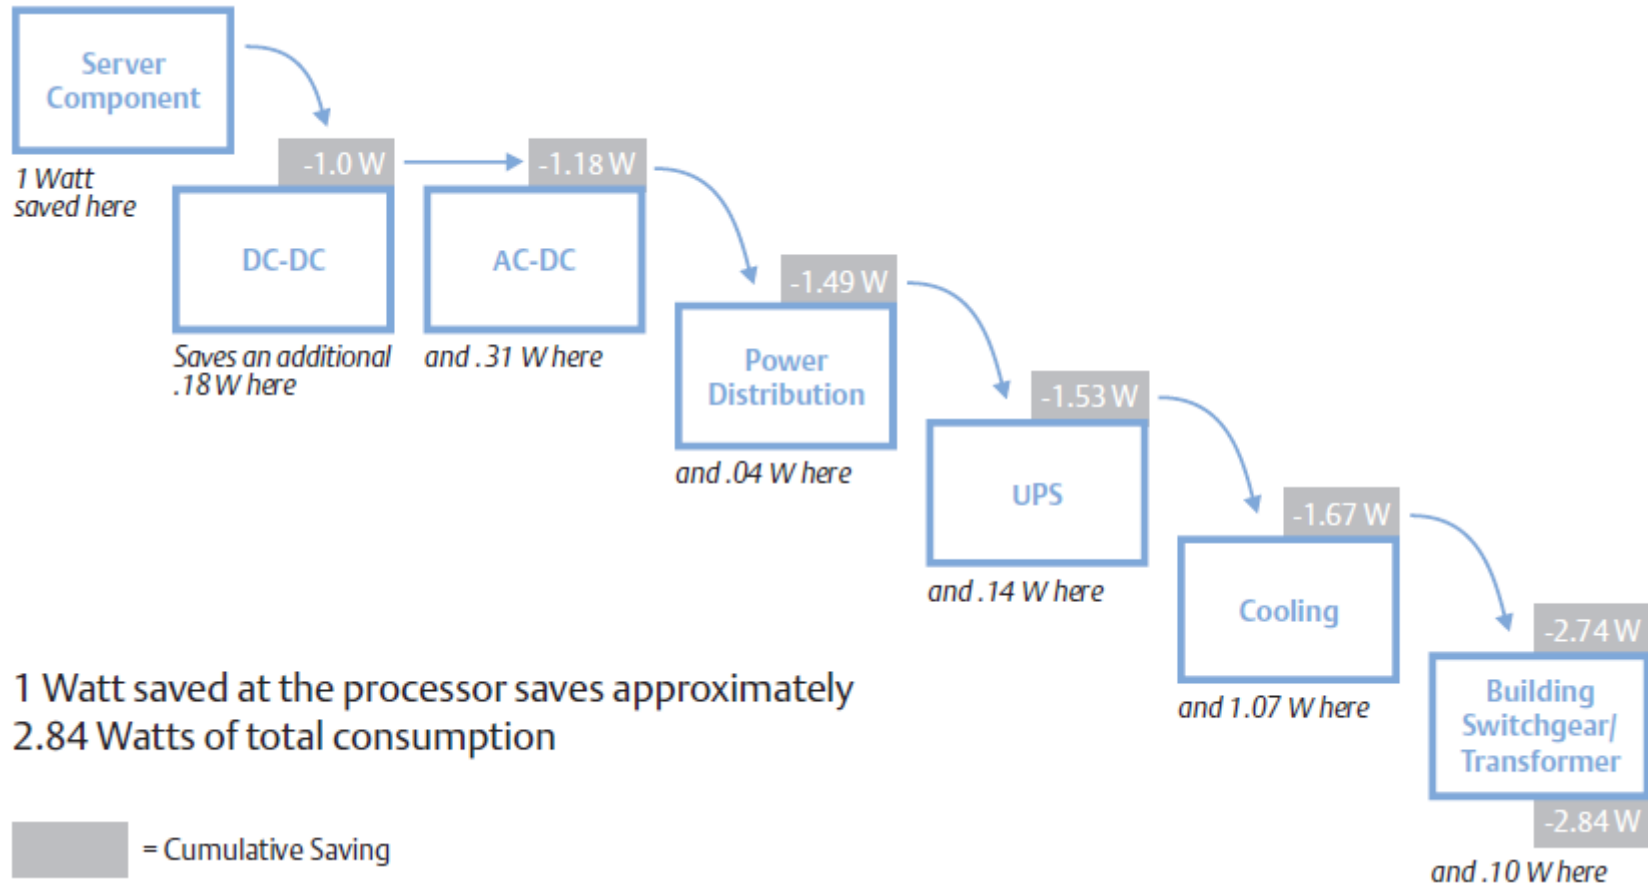 Server
Component
1 Watt
saved here
-1.0 W
DC-DC
Saves an additional
.18 W here
-1.18 W
AC-DC
and .31 W here
-1.49 W
Power
Distribution
and .04 W here
-1.53 W
UPS
and .14 W here
-1.67 W
Cooling
and 1.07 W here
-2.74 W
Building
Switchgear/
Transformer
-2.84 W
and .10 W here
1 Watt saved at the processor saves approximately
2.84 Watts of total consumption
= Cumulative Saving